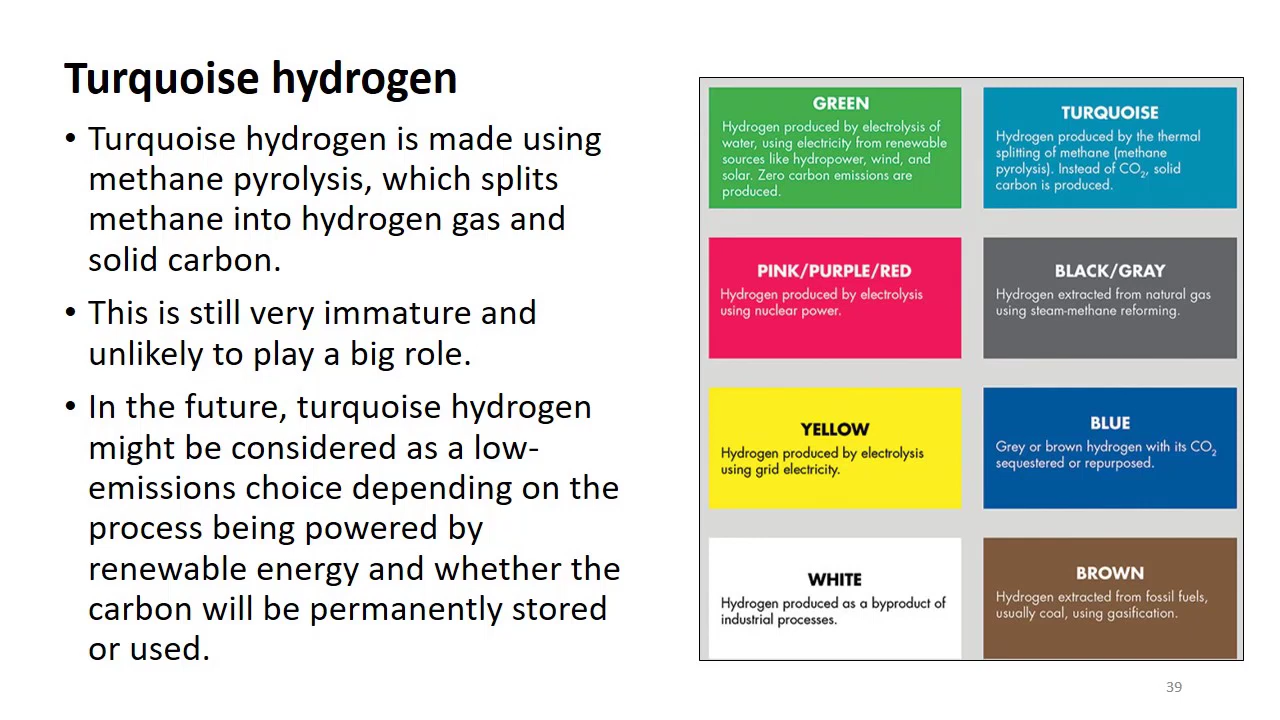 Turquoise hydrogen
• Turquoise hydrogen is made using
methane pyrolysis, which splits
methane into hydrogen gas and
solid carbon.
• This is still very immature and
unlikely to play a big role.
• In the future, turquoise hydrogen
might be considered as a low-
emissions choice depending on the
process being powered by
renewable energy and whether the
carbon will be permanently stored
or used.
GREEN
Hydrogen produced by electrolysis of
water, using electricity from renewable
sources like hydropower, wind, and
solar. Zero carbon emissions are
produced.
TURQUOISE
Hydrogen produced by the thermal
splitting of methane (methane
pyrolysis). Instead of CO₂, solid
carbon is produced.
PINK/PURPLE/RED
Hydrogen produced by electrolysis
using nuclear power.
BLACK/GRAY
Hydrogen extracted from natural gas
using steam-methane reforming.
YELLOW
Hydrogen produced by electrolysis
using grid electricity.
BLUE
Grey or brown hydrogen with its CO₂
sequestered or repurposed.
WHITE
Hydrogen produced as a byproduct of
industrial processes.
BROWN
Hydrogen extracted from fossil fuels,
usually coal, using gasification.
39